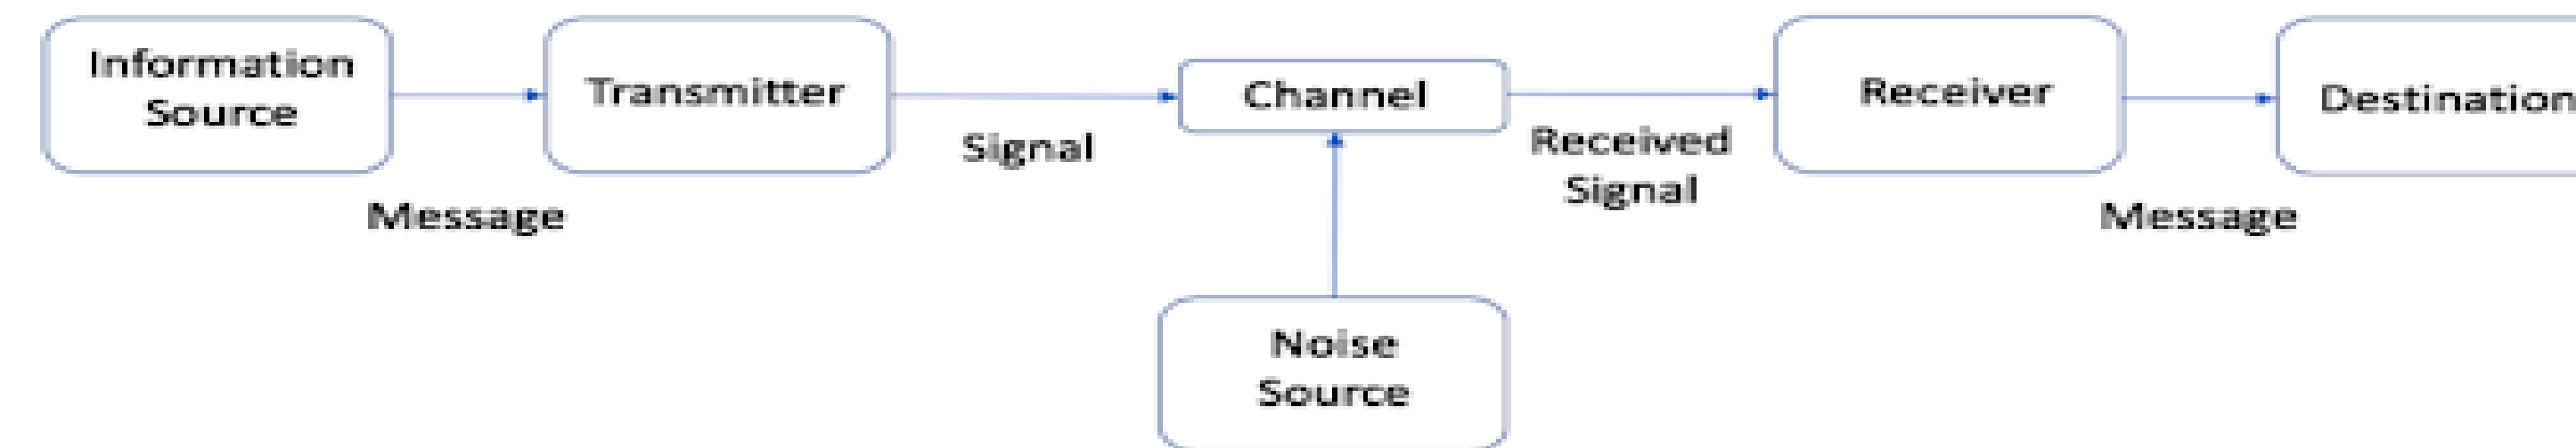 Information
Source
Transmitter
Channel
Receiver
Destination
Signal
Received
Signal
Message
Message
Noise
Source